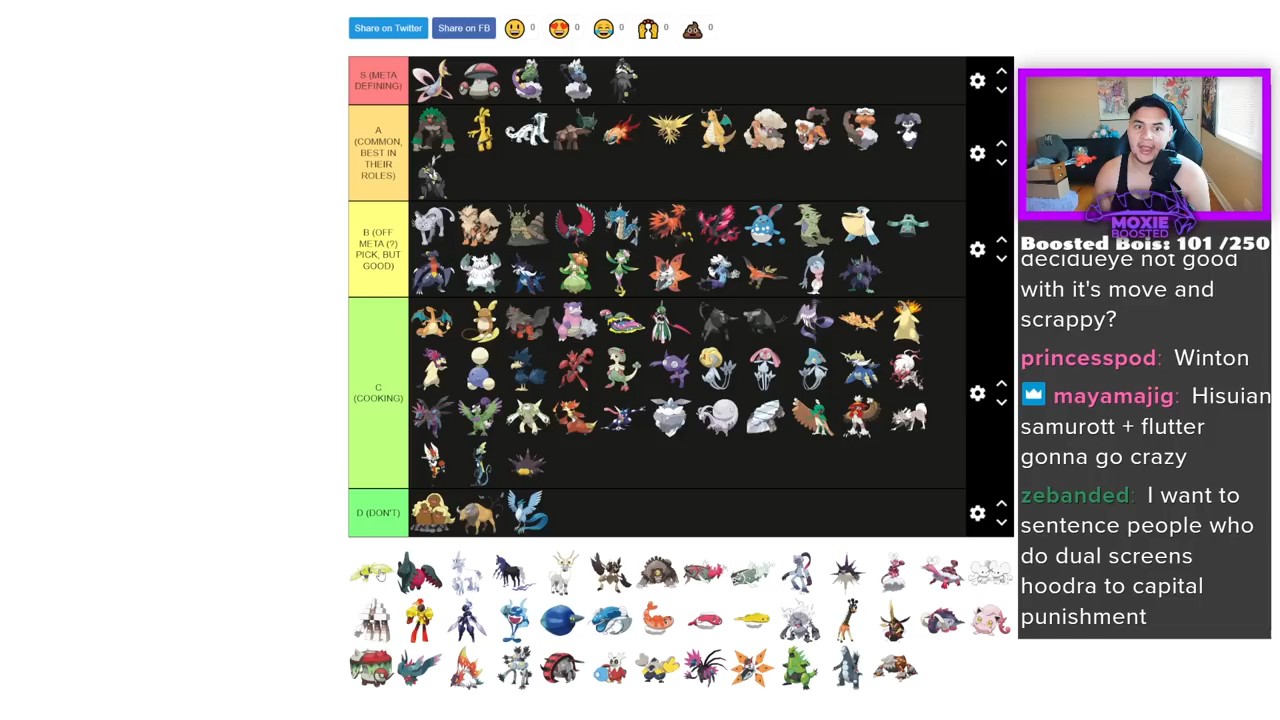 Share on Twitter
Share on FB
0
0
0
0
0
S (META
DEFINING)
A
(COMMON,
BEST IN
THEIR
ROLES)
B (OFF
META (?)
PICK, BUT
GOOD)
C
(COOKING)
D (DON'T)
MOXIE
BOOSTED
Boosted Bois: 101 /250
decidueye not good
with it's move and
scrappy?
princesspod: Winton
mayamajig: Hisuian
samurott + flutter
gonna go crazy
zebanded: I want to
sentence people who
do dual screens
hoodra to capital
punishment